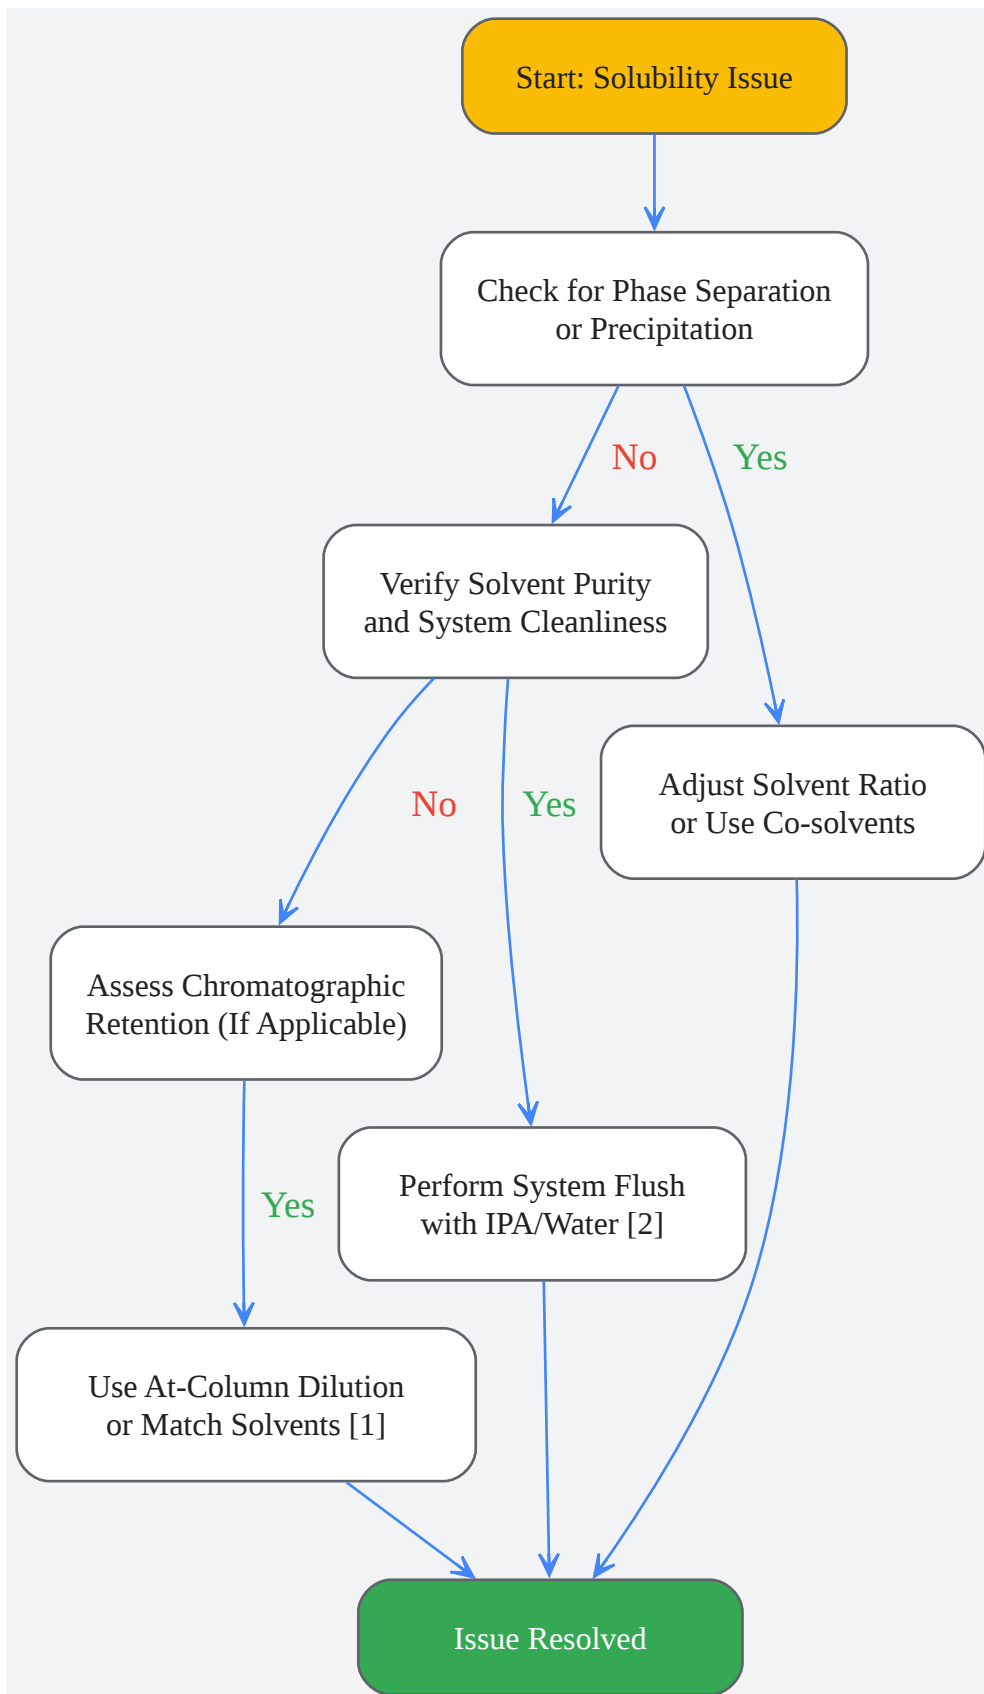 Start: Solubility Issue
Check for Phase Separation
or Precipitation
No
Yes
Verify Solvent Purity
and System Cleanliness
Adjust Solvent Ratio
or Use Co-solvents
No
Yes
Assess Chromatographic
Retention (If Applicable)
Perform System Flush
with IPA/Water [2]
Yes
Use At-Column Dilution
or Match Solvents [1]
Issue Resolved